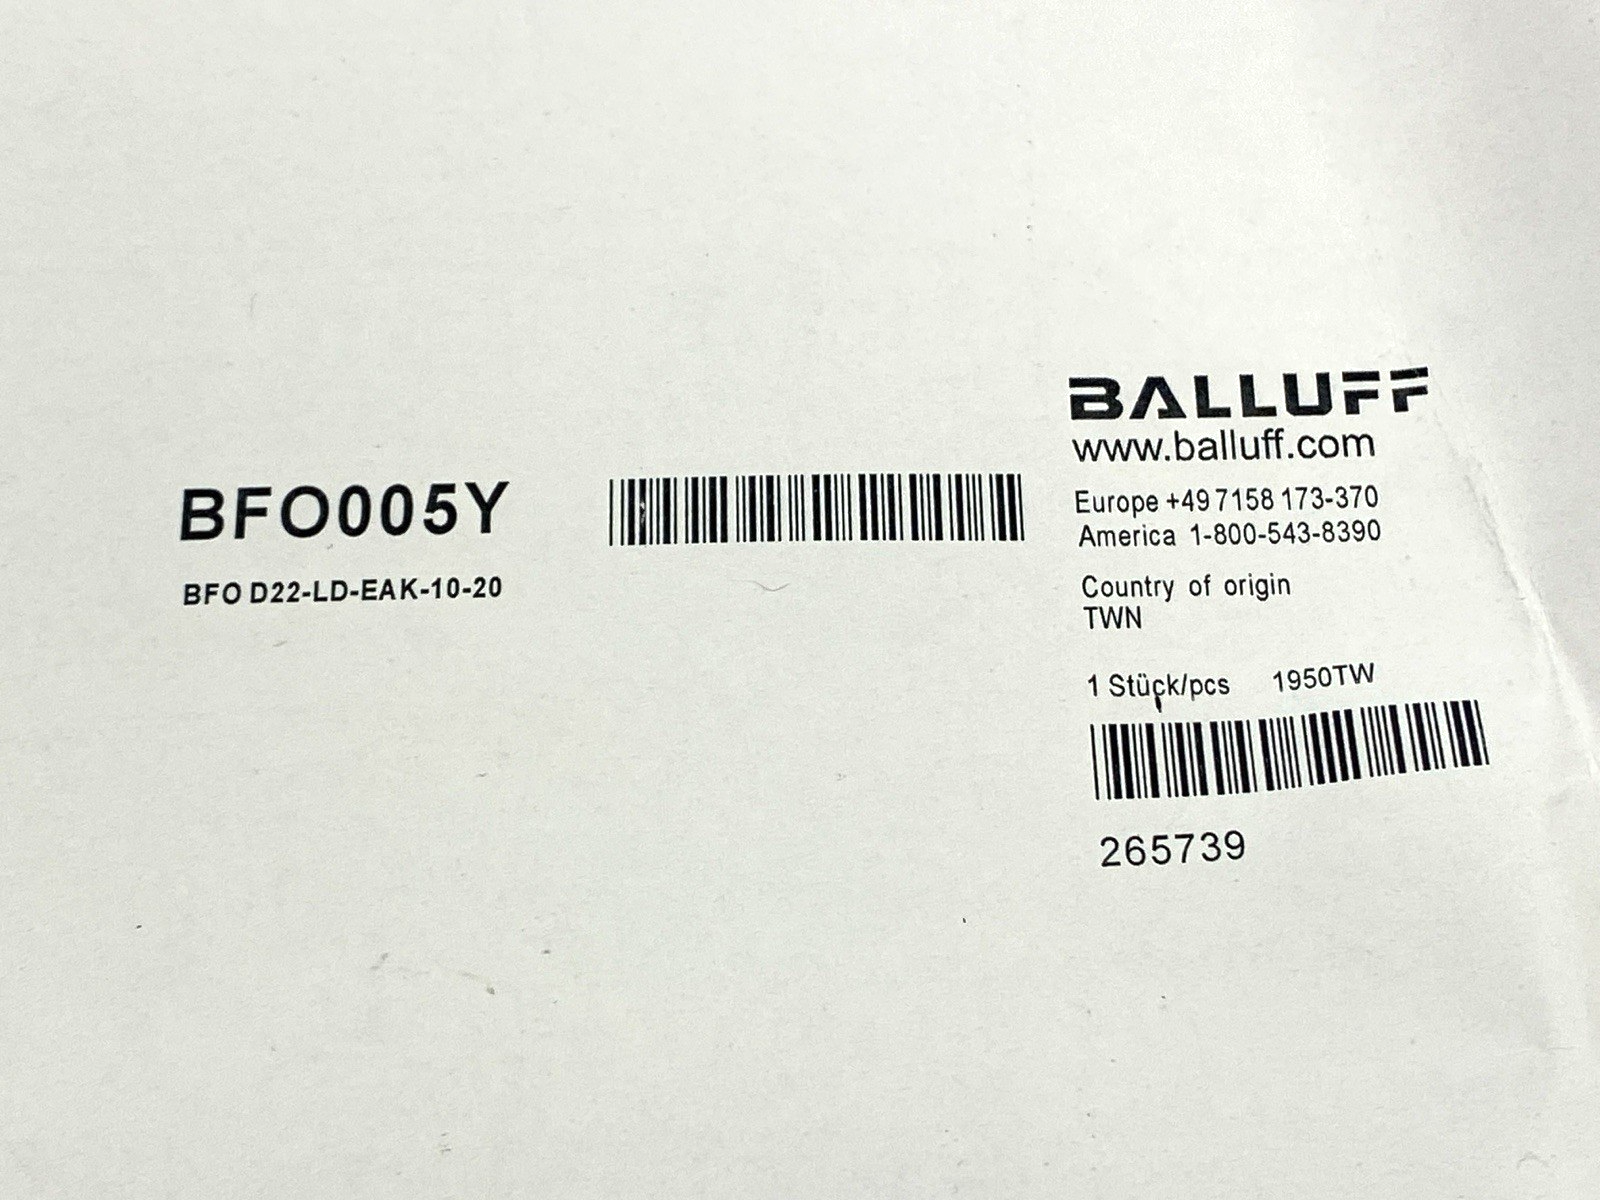 BFO005Y
BFO D22-LD-EAK-10-20
BALLUFF
www.balluff.com
Europe +49 7158 173-370
America 1-800-543-8390
Country of origin
TWN
1 Stück/pcs 1950TW
265739